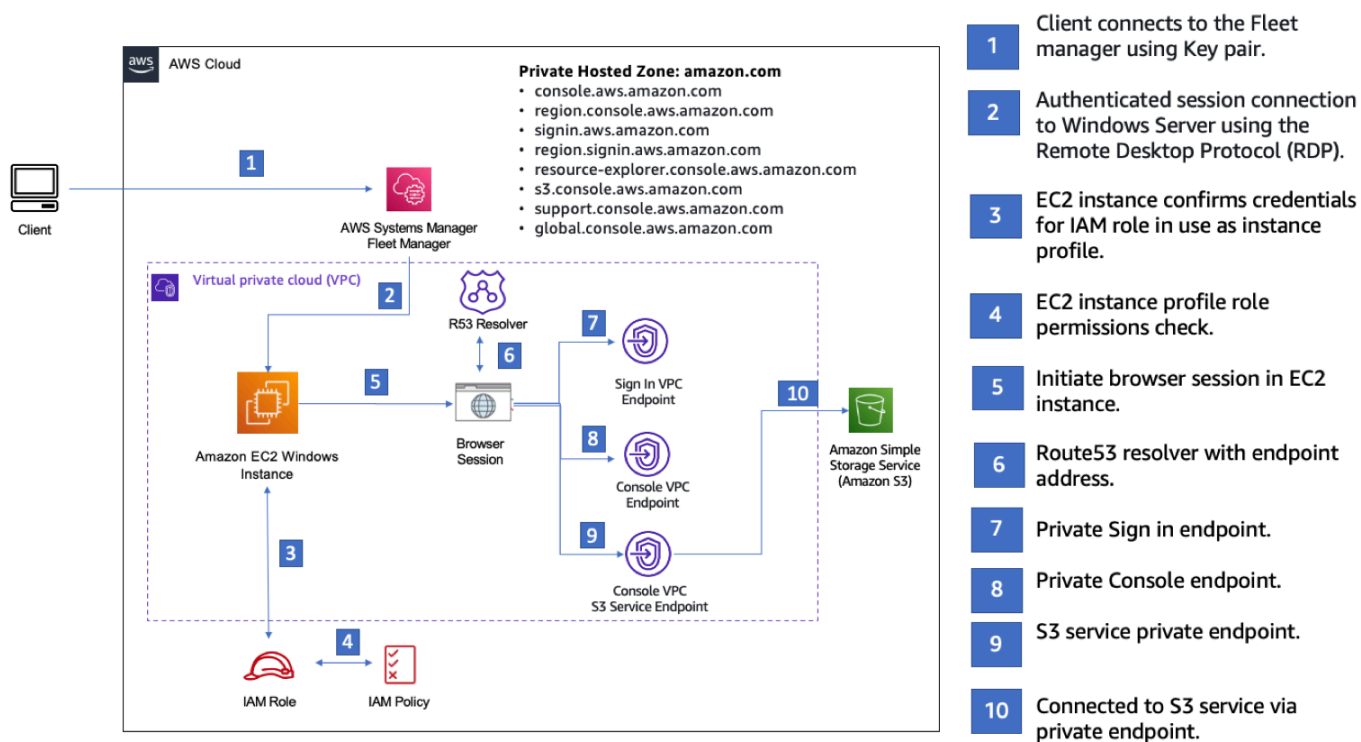 aws
AWS Cloud
Private Hosted Zone: amazon.com
• console.aws.amazon.com
• region.console.aws.amazon.com
• signin.aws.amazon.com
• region.signin.aws.amazon.com
• resource-explorer.console.aws.amazon.com
• s3.console.aws.amazon.com
• support.console.aws.amazon.com
• global.console.aws.amazon.com
Client
1
AWS Systems Manager
Fleet Manager
Virtual private cloud (VPC)
2
R53 Resolver
6
7
Sign In VPC
Endpoint
Amazon EC2 Windows
Instance
5
Browser
Session
8
Console VPC
Endpoint
10
Amazon Simple
Storage Service
(Amazon S3)
9
Console VPC
S3 Service Endpoint
3
4
IAM Role
IAM Policy
1
Client connects to the Fleet
manager using Key pair.
2
Authenticated session connection
to Windows Server using the
Remote Desktop Protocol (RDP).
3
EC2 instance confirms credentials
for IAM role in use as instance
profile.
4
EC2 instance profile role
permissions check.
5
Initiate browser session in EC2
instance.
6
Route53 resolver with endpoint
address.
7
Private Sign in endpoint.
8
Private Console endpoint.
9
S3 service private endpoint.
10
Connected to S3 service via
private endpoint.